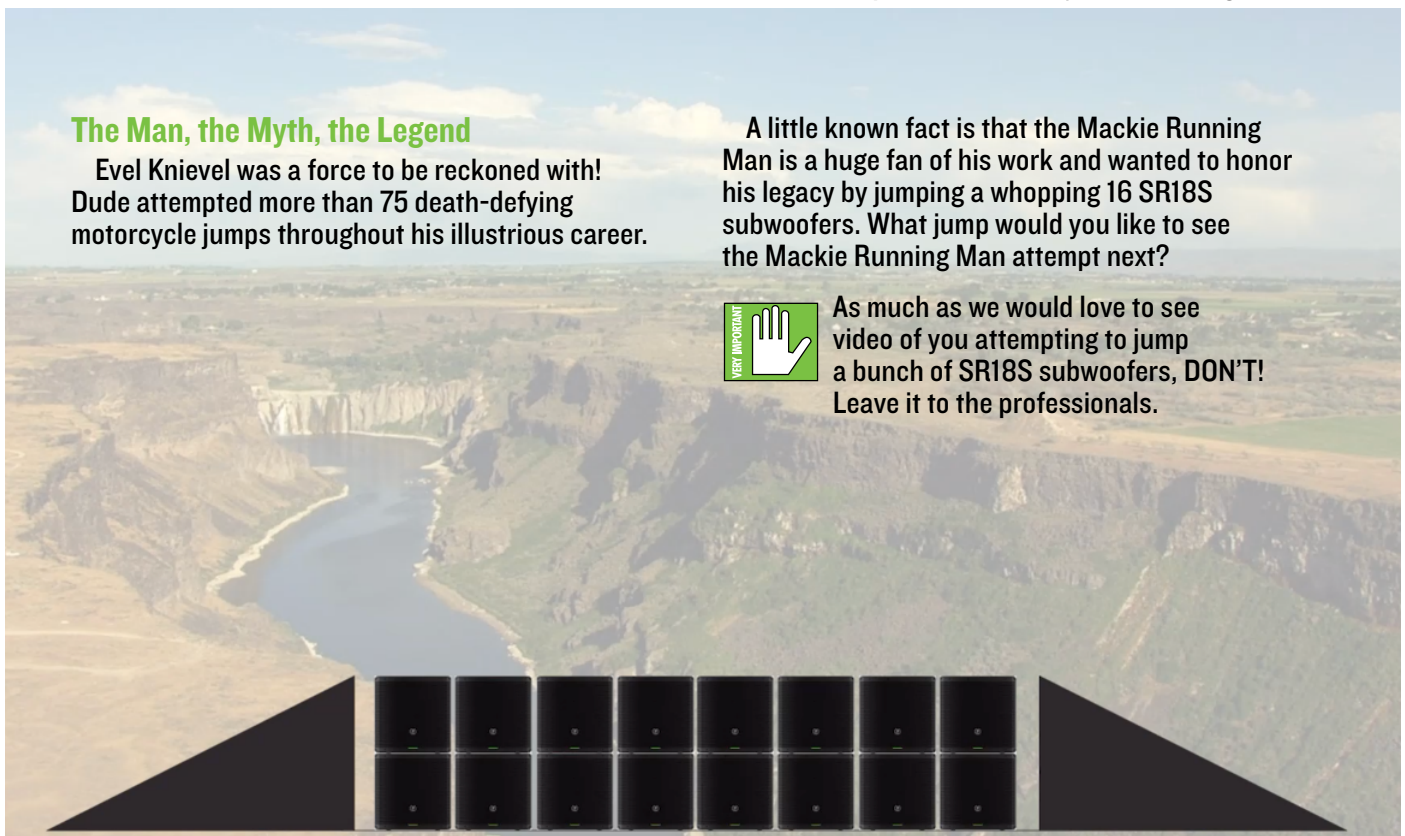 The Man, the Myth, the Legend
Evel Knievel was a force to be reckoned with!
Dude attempted more than 75 death-defying
motorcycle jumps throughout his illustrious career.
A little known fact is that the Mackie Running
Man is a huge fan of his work and wanted to honor
his legacy by jumping a whopping 16 SR18S
subwoofers. What jump would you like to see
the Mackie Running Man attempt next?
VERY IMPORTANT
As much as we would love to see
video of you attempting to jump
a bunch of SR18S subwoofers, DON'T!
Leave it to the professionals.